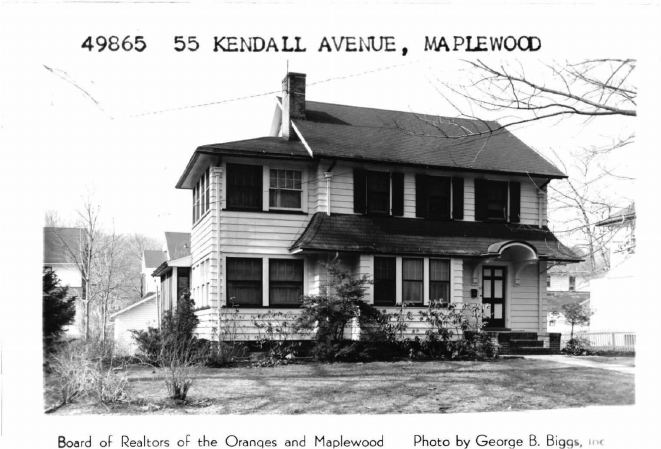 49865 55 KENDALL AVENUE, MAPLEWOOD
Board of Realtors of the Oranges and Maplewood Photo by George B. Biggs, INC